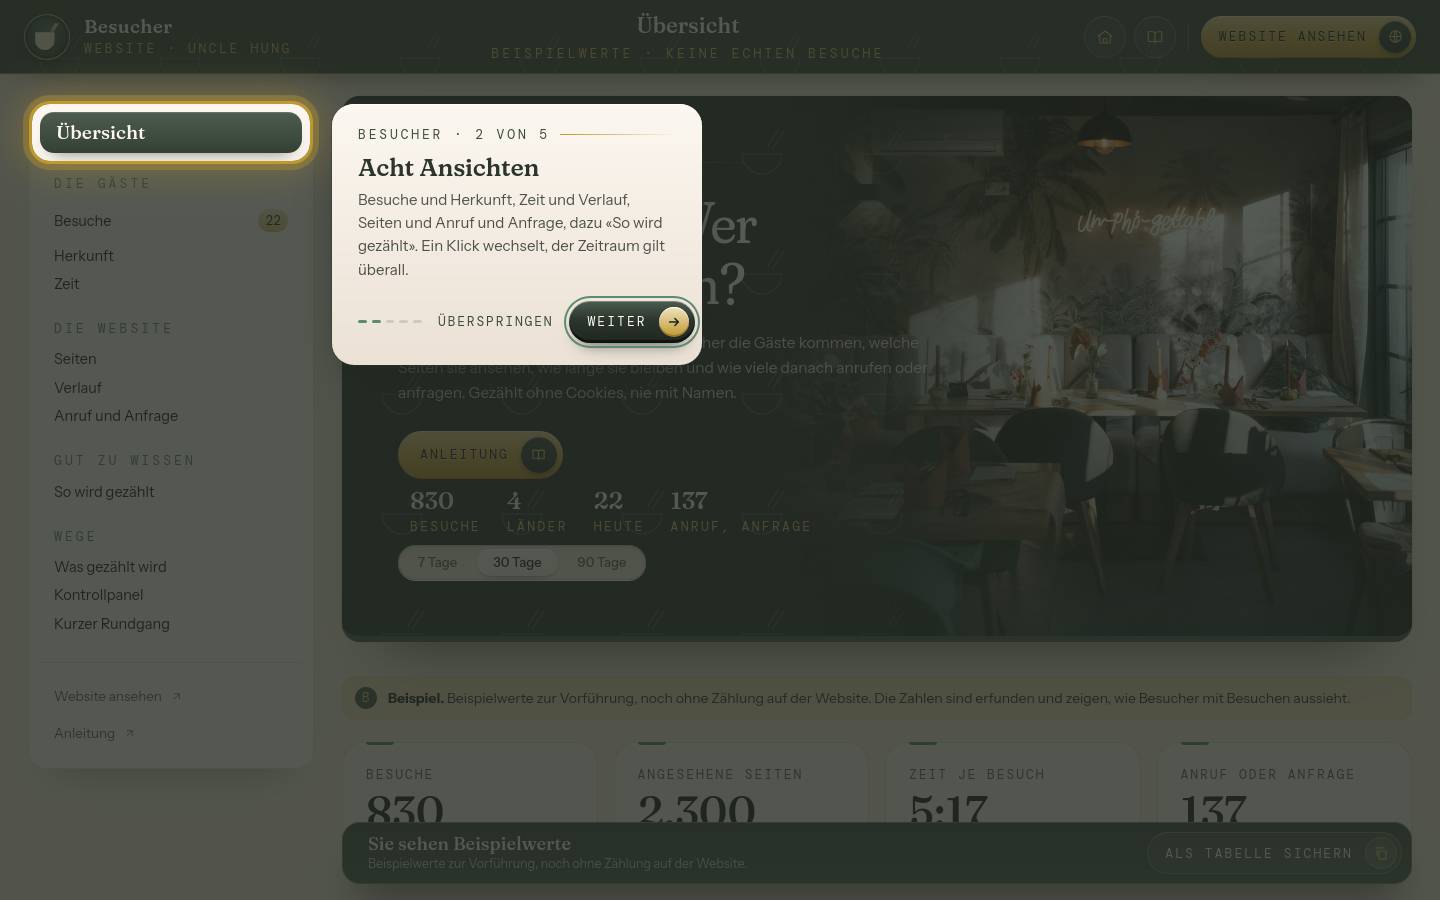 Besucher
WEBSITE · UNCLE HUNG
Übersicht
BEISPIELWERTE · KEINE ECHTEN BESUCHE
WEBSITE ANSEHEN
Übersicht
DIE GÄSTE
Besuche
22
Herkunft
Zeit
DIE WEBSITE
Seiten
Verlauf
Anruf und Anfrage
GUT ZU WISSEN
So wird gezählt
WEGE
Was gezählt wird
Kontrollpanel
Kurzer Rundgang
Website ansehen
Anleitung
BESUCHER · 2 VON 5
Acht Ansichten
Besuche und Herkunft, Zeit und Verlauf,
Seiten und Anruf und Anfrage, dazu «So wird
gezählt». Ein Klick wechselt, der Zeitraum gilt
überall.
ÜBERSPRINGEN
WEITER
die Gäste kommen, welche
Seiten sie ansehen, wie lange sie bleiben und wie viele danach anrufen oder
anfragen. Gezählt ohne Cookies, nie mit Namen.
ANLEITUNG
830
BESUCHE
4
LÄNDER
22
HEUTE
137
ANRUF, ANFRAGE
7 Tage
30 Tage
90 Tage
B
Beispiel. Beispielwerte zur Vorführung, noch ohne Zählung auf der Website. Die Zahlen sind erfunden und zeigen, wie Besucher mit Besuchen aussieht.
BESUCHE
830
ANGESEHENE SEITEN
2.300
ZEIT JE BESUCH
5:17
ANRUF ODER ANFRAGE
137
Sie sehen Beispielwerte
Beispielwerte zur Vorführung, noch ohne Zählung auf der Website.
ALS TABELLE SICHERN